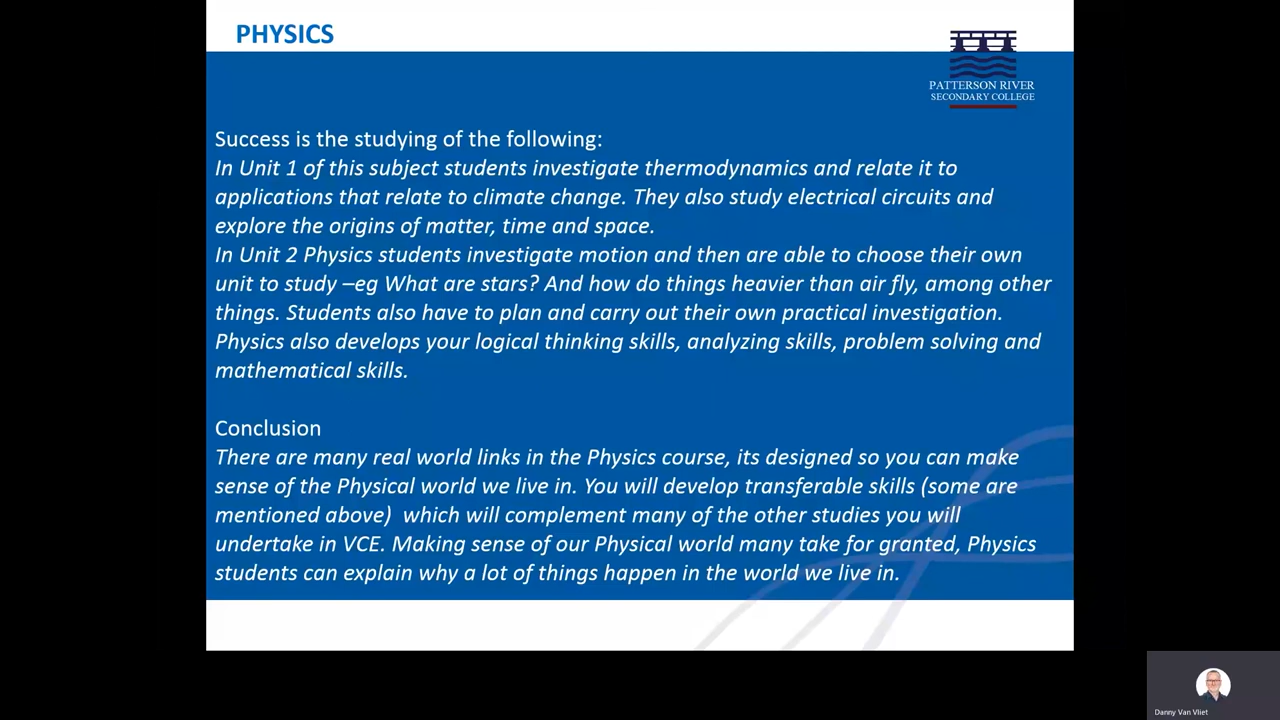 PHYSICS
PATTERSON RIVER
SECONDARY COLLEGE
Success is the studying of the following:
In Unit 1 of this subject students investigate thermodynamics and relate it to
applications that relate to climate change. They also study electrical circuits and
explore the origins of matter, time and space.
In Unit 2 Physics students investigate motion and then are able to choose their own
unit to study –eg What are stars? And how do things heavier than air fly, among other
things. Students also have to plan and carry out their own practical investigation.
Physics also develops your logical thinking skills, analyzing skills, problem solving and
mathematical skills.
Conclusion
There are many real world links in the Physics course, its designed so you can make
sense of the Physical world we live in. You will develop transferable skills (some are
mentioned above)  which will complement many of the other studies you will
undertake in VCE. Making sense of our Physical world many take for granted, Physics
students can explain why a lot of things happen in the world we live in.
Danny Van Vliet